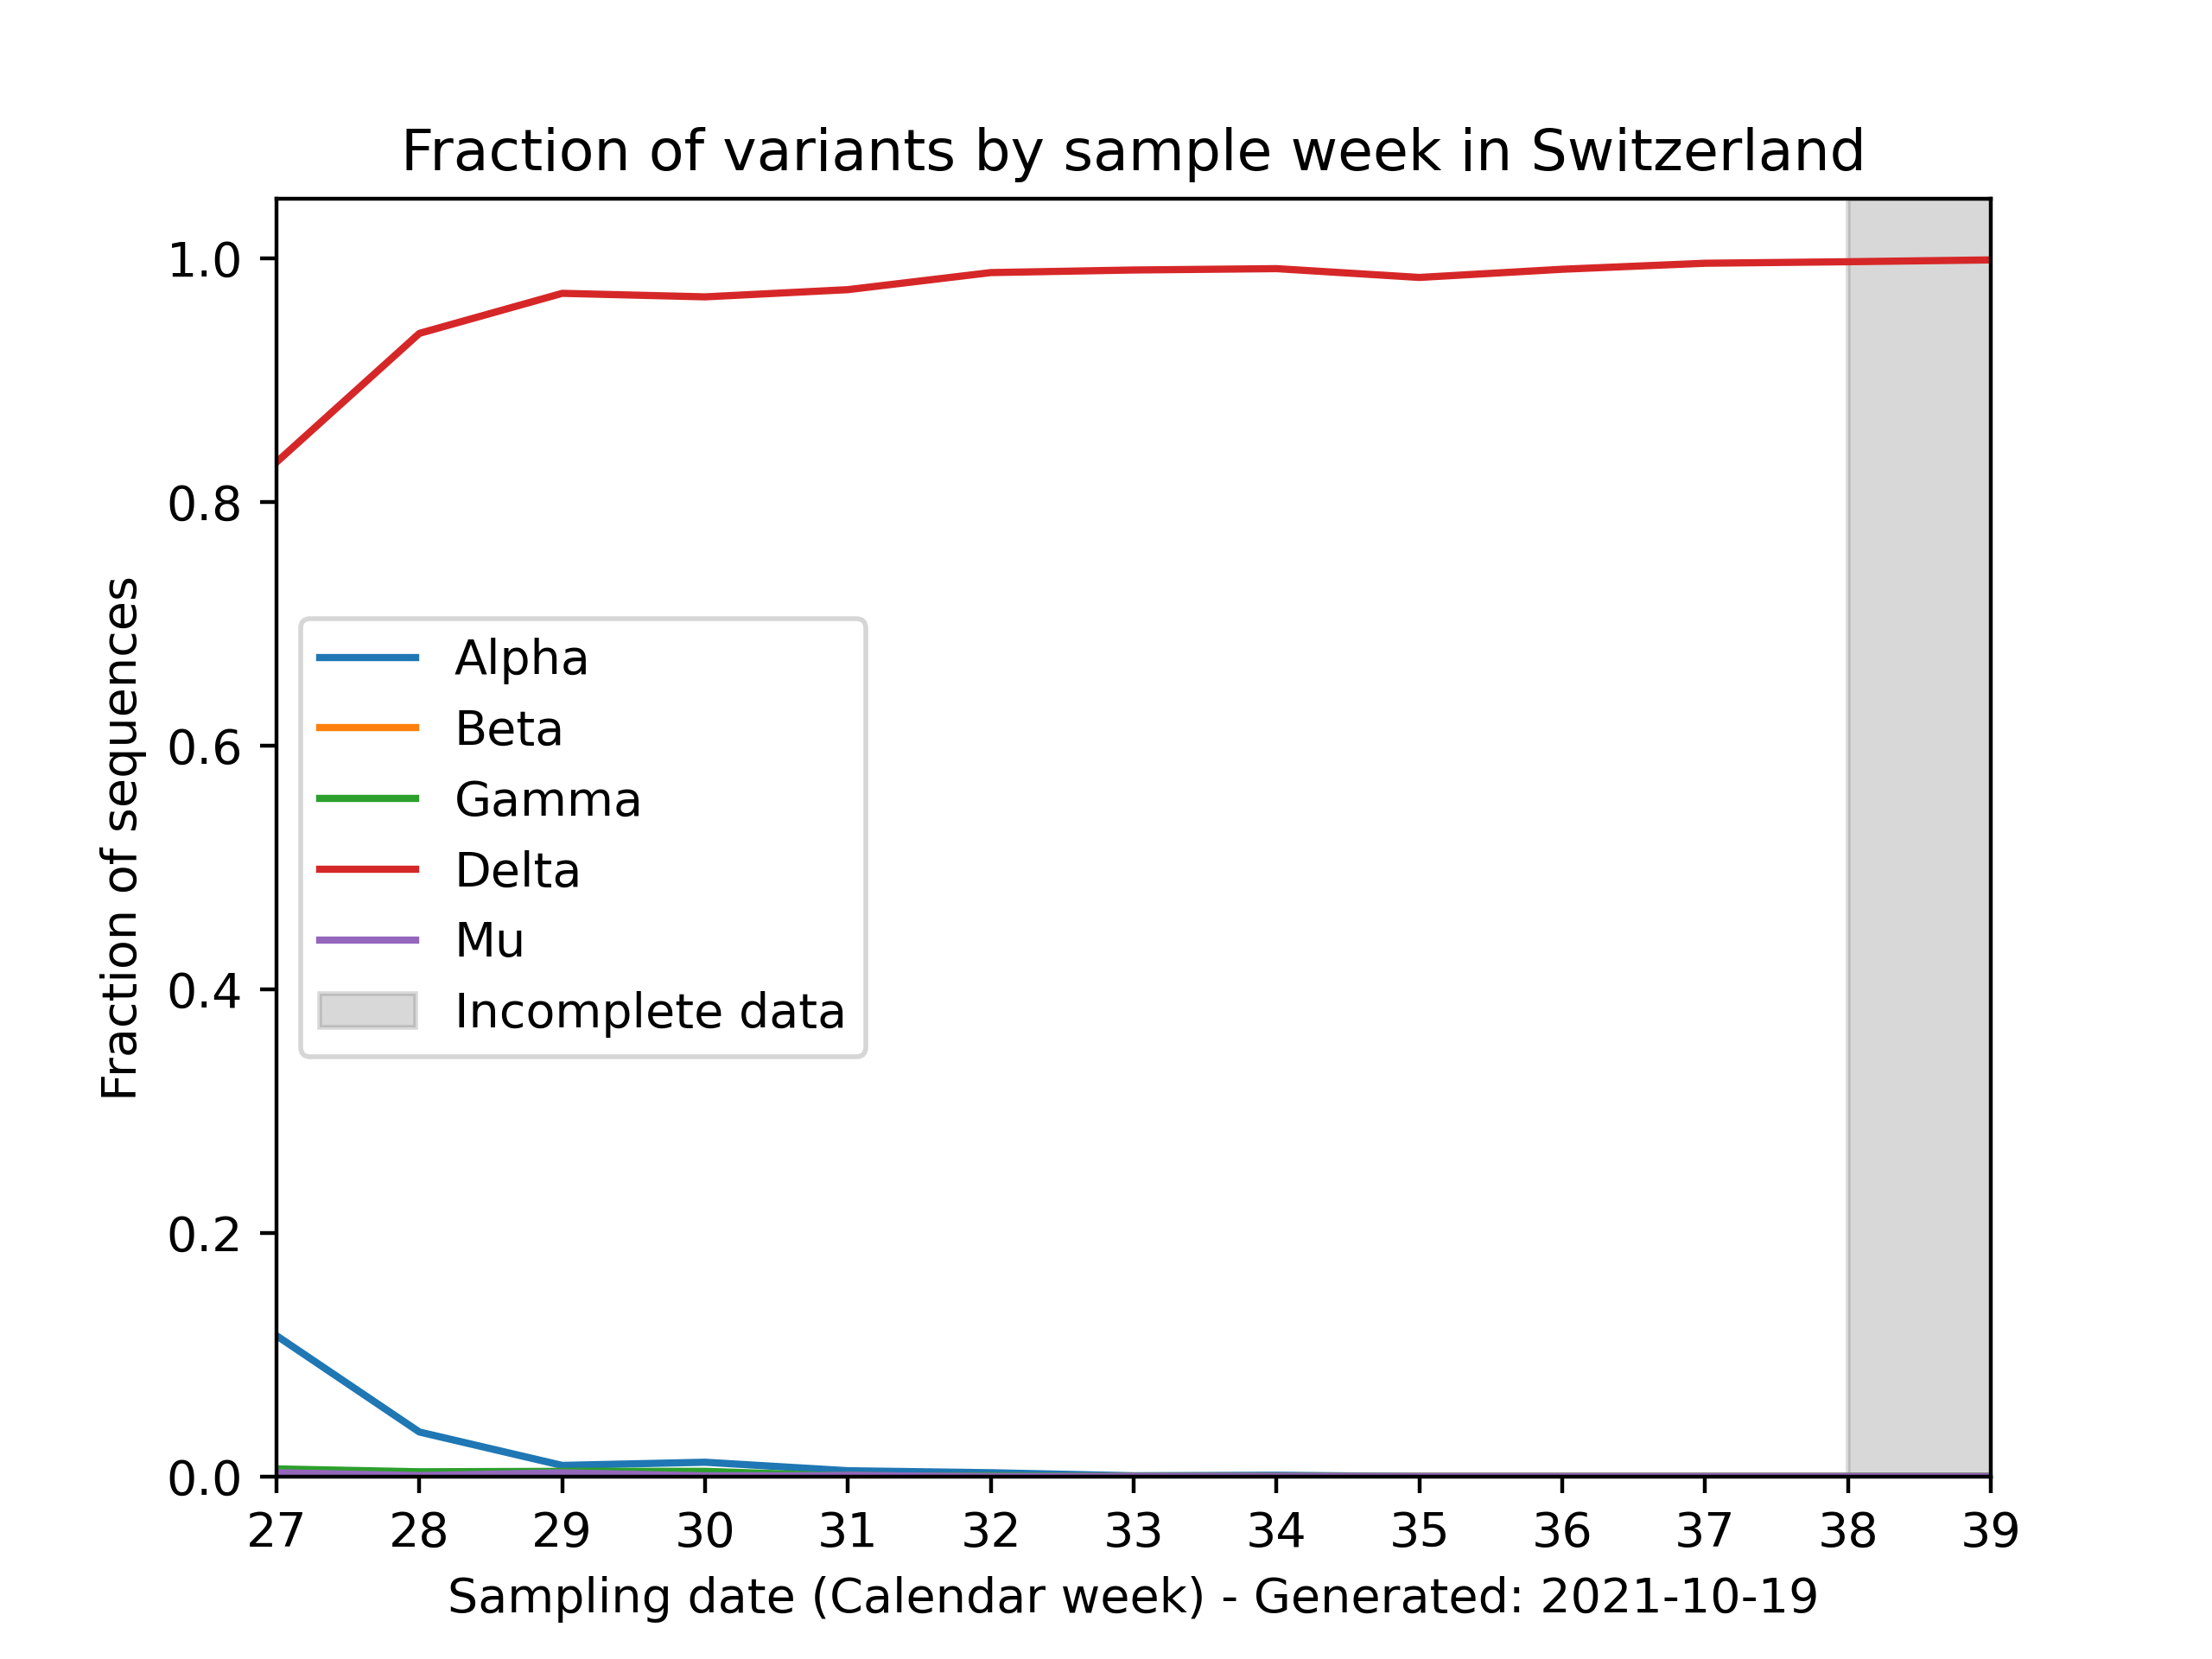 Fraction of variants by sample week in Switzerland
1.0
0.8
0.6
0.4
0.2
0.0
Fraction of sequences
Alpha
Beta
Gamma
Delta
Mu
Incomplete data
27 28 29 30 31 32 33 34 35 36 37 38 39
Sampling date (Calendar week) - Generated: 2021-10-19